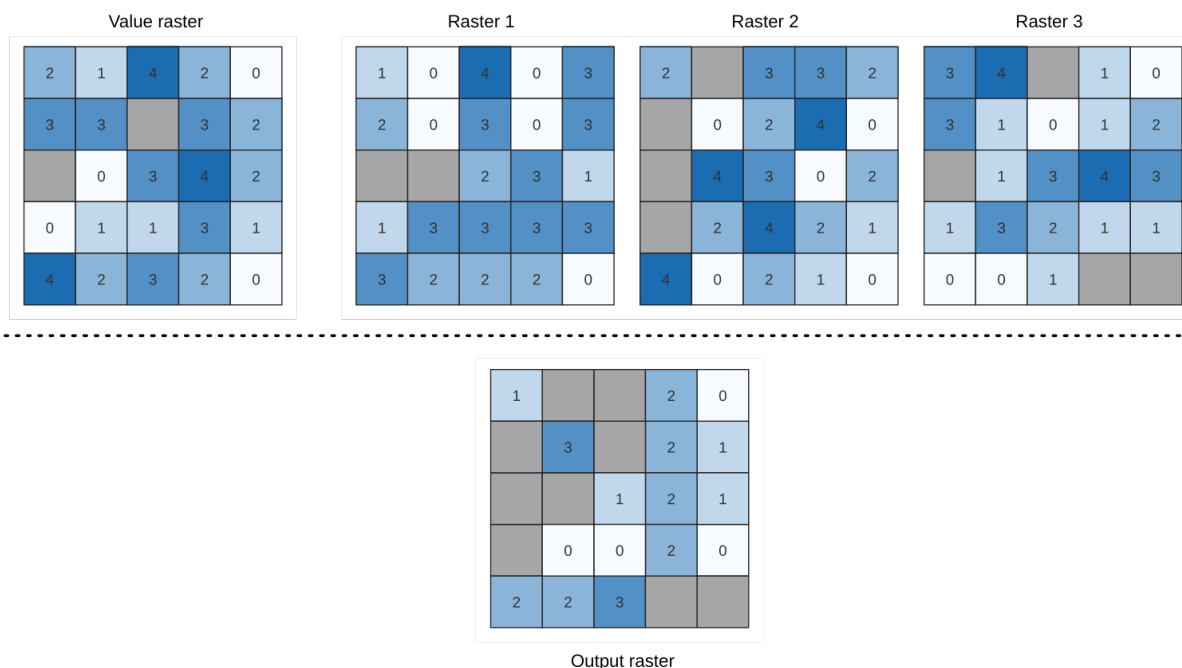 Value raster Raster 1 Raster 2 Raster 3
2 1 4 2 0 1 0 4 0 3 2 3 3 2 3 4 1 0
3 3 3 2 2 0 3 0 3 0 2 4 0 3 1 0 1 2
0 3 4 2 2 3 1 4 3 0 2 1 3 4 3
0 1 1 3 1 1 3 3 3 3 2 4 2 1 1 3 2 1 1
4 2 3 2 0 3 2 2 2 0 4 0 2 1 0 0 0 1
1 2 0
3 2 1
1 2 1
0 0 2 0
2 2 3
Output raster